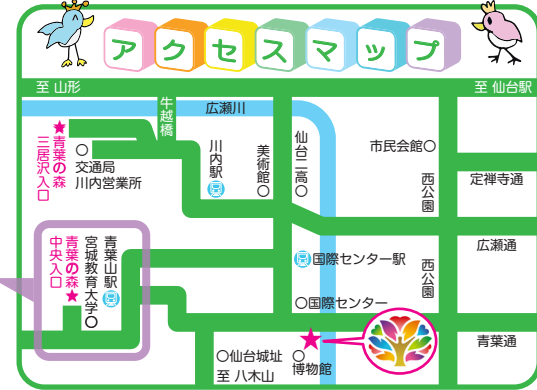 アクセスマップ
至 山形
至 仙台駅
牛越橋
広瀬川
★青葉の森
三居沢入口
交通局
川内営業所
川内駅
美術館
仙台二高
市民会館
西公園
定禅寺通
広瀬通
国際センター駅
西公園
国際センター
青葉の森★
中央入口
宮城教育大学
青葉山駅
青葉通
仙台城址
至 八木山
博物館